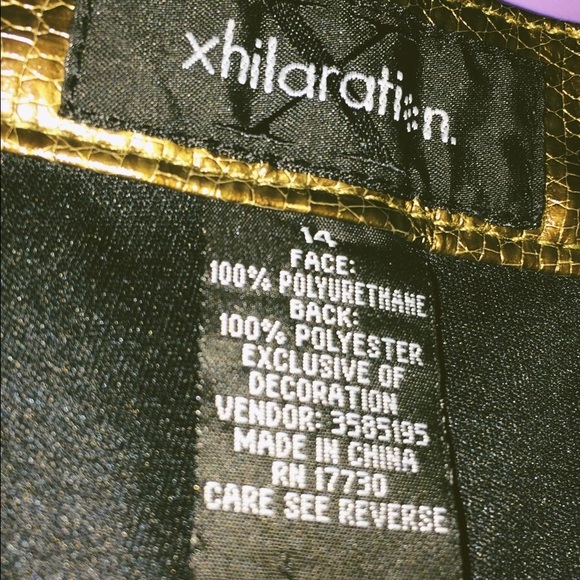 xhilaration.
14
FACE:
100% POLYURETHANE
BACK:
100% POLYESTER
EXCLUSIVE OF
DECORATION
VENDOR: 3585195
MADE IN CHINA
RN 17730
CARE SEE REVERSE